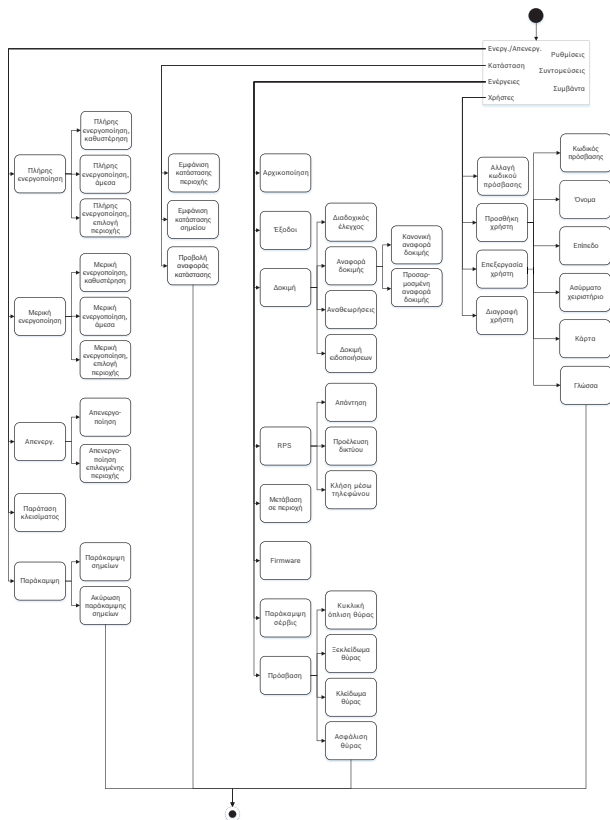 Ενεργ./Απενεργ.
Ρυθμίσεις
Κατάσταση
Συντομεύσεις
Ενέργειες
Συμβάντα
Χρήστες
Πλήρης
ενεργοποίηση
Πλήρης
ενεργοποίηση,
καθυστέρηση
Πλήρης
ενεργοποίηση,
άμεσα
Πλήρης
ενεργοποίηση,
επιλογή
περιοχής
Μερική
ενεργοποίηση
Μερική
ενεργοποίηση,
καθυστέρηση
Μερική
ενεργοποίηση,
άμεσα
Μερική
ενεργοποίηση,
επιλογή
περιοχής
Απενεργ.
Απενεργο-
ποίηση
Απενεργο-
ποίηση
επιλεγμένης
περιοχής
Παράταση
κλεισίματος
Παράκαμψη
Παράκαμψη
σημείων
Ακύρωση
παράκαμψης
σημείων
Εμφάνιση
κατάστασης
περιοχής
Εμφάνιση
κατάστασης
σημείου
Προβολή
αναφοράς
κατάστασης
Αρχικοποίηση
Έξοδοι
Δοκιμή
Διαδοχικός
έλεγχος
Αναφορά
δοκιμής
Κανονική
αναφορά
δοκιμής
Προσαρ-
μοσμένη
αναφορά
δοκιμής
Αναθεωρήσεις
Δοκιμή
ειδοποιήσεων
RPS
Απάντηση
Προέλευση
δικτύου
Κλήση μέσω
τηλεφώνου
Μετάβαση
σε περιοχή
Firmware
Παράκαμψη
σέρβις
Πρόσβαση
Κυκλική
όπλιση θύρας
Ξεκλείδωμα
θύρας
Κλείδωμα
θύρας
Ασφάλιση
θύρας
Αλλαγή
κωδικού
πρόσβασης
Προσθήκη
χρήστη
Επεξεργασία
χρήστη
Διαγραφή
χρήστη
Κωδικός
πρόσβασης
Όνομα
Επίπεδο
Ασύρματο
χειριστήριο
Κάρτα
Γλώσσα